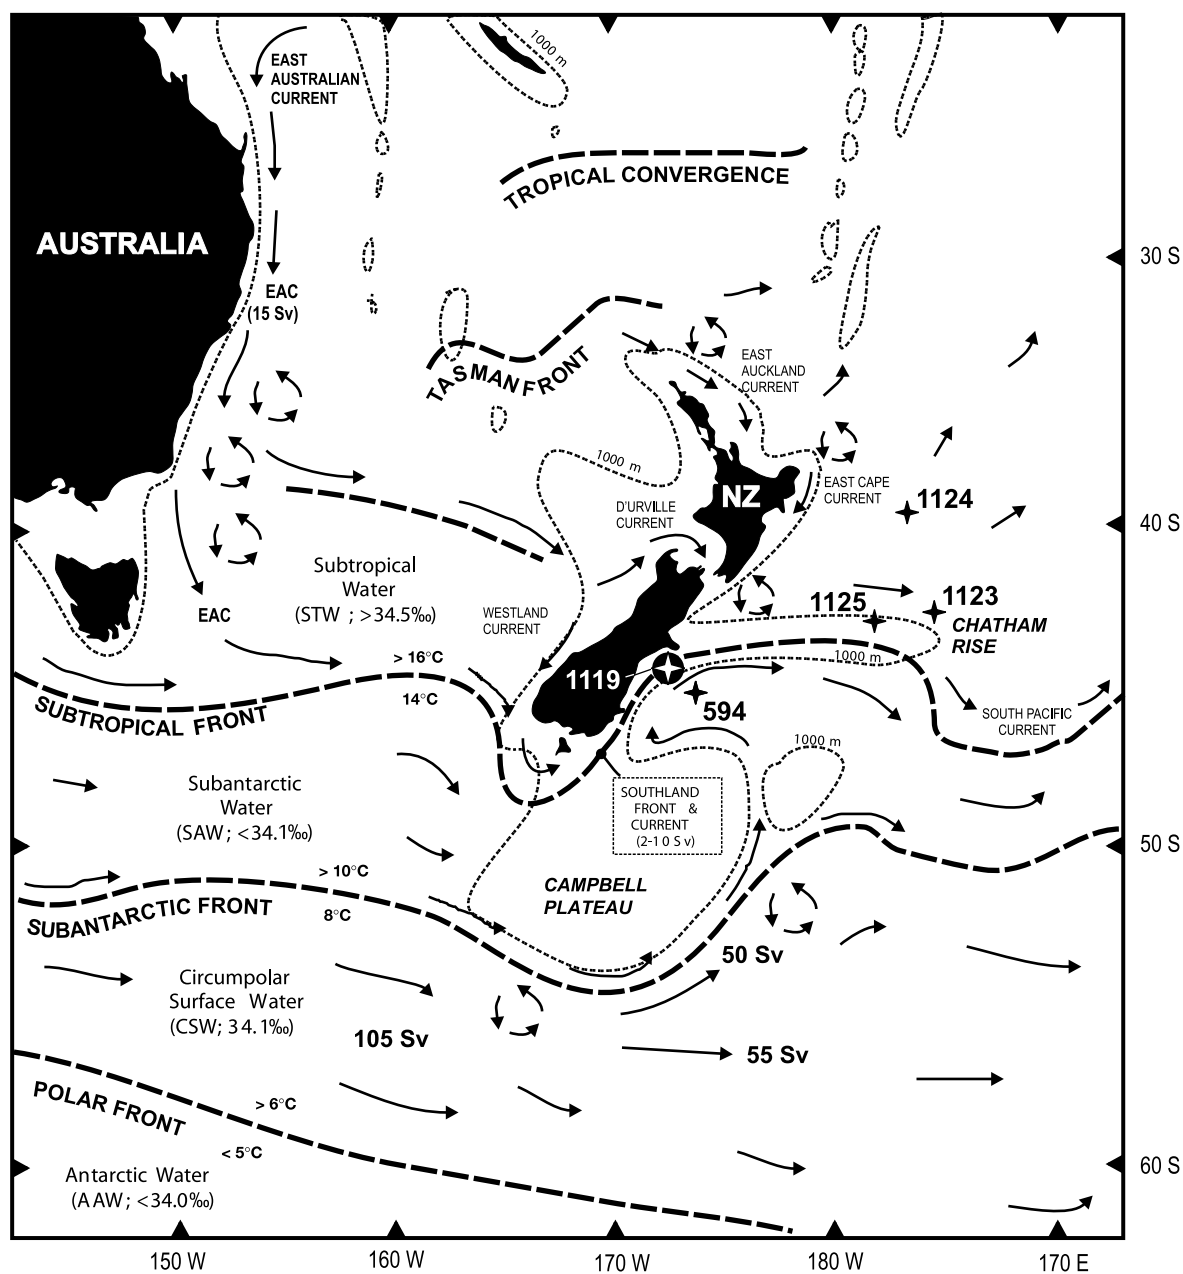 EAST
AUSTRALIAN
CURRENT
1000 m
TROPICAL CONVERGENCE
AUSTRALIA
30 S
EAC
(15 Sv)
TASMAN FRONT
EAST
AUCKLAND
CURRENT
1000 m
NZ
EAST CAPE
CURRENT
1124
D'URVILLE
CURRENT
40 S
Subtropical
Water
(STW ; >34.5‰)
EAC
WESTLAND
CURRENT
1125
1123
CHATHAM
RISE
1000 m
> 16°C
14°C
1119
594
SUBTROPICAL FRONT
SOUTH PACIFIC
CURRENT
1000 m
Subantarctic
Water
(SAW ; <34.1‰)
SOUTHLAND
FRONT &
CURRENT
(2-10 Sv)
50 S
> 10°C
8°C
CAMPBELL
PLATEAU
SUBANTARCTIC FRONT
50 Sv
Circumpolar
Surface Water
(CSW; 34.1‰)
105 Sv
55 Sv
POLAR FRONT
> 6°C
< 5°C
Antarctic Water
(AAW ; <34.0‰)
60 S
150 W
160 W
170 W
180 W
170 E